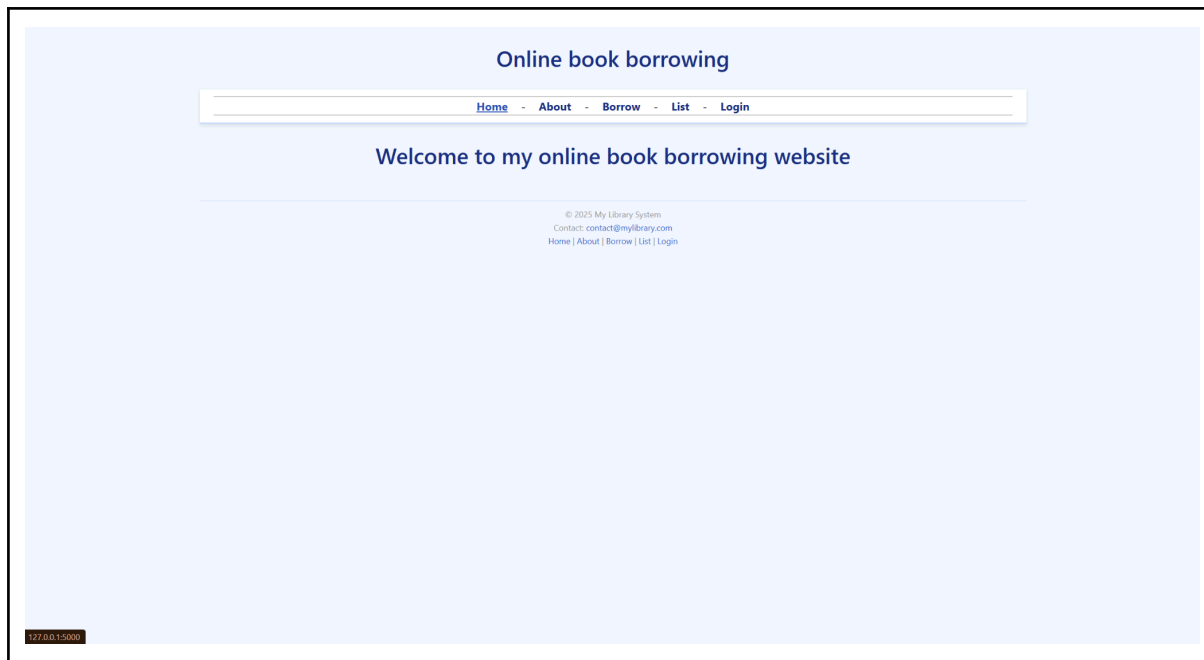 Online book borrowing
Home - About - Borrow - List - Login
Welcome to my online book borrowing website
© 2025 My Library System
Contact: contact@mylibrary.com
Home | About | Borrow | List | Login
127.0.0.1:5000